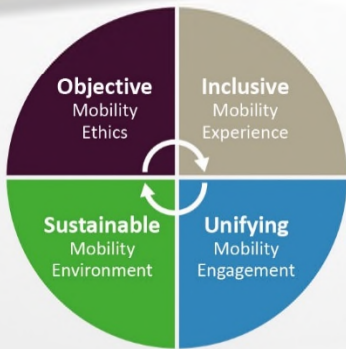 Objective
Mobility
Ethics
Inclusive
Mobility
Experience
Sustainable
Mobility
Environment
Unifying
Mobility
Engagement